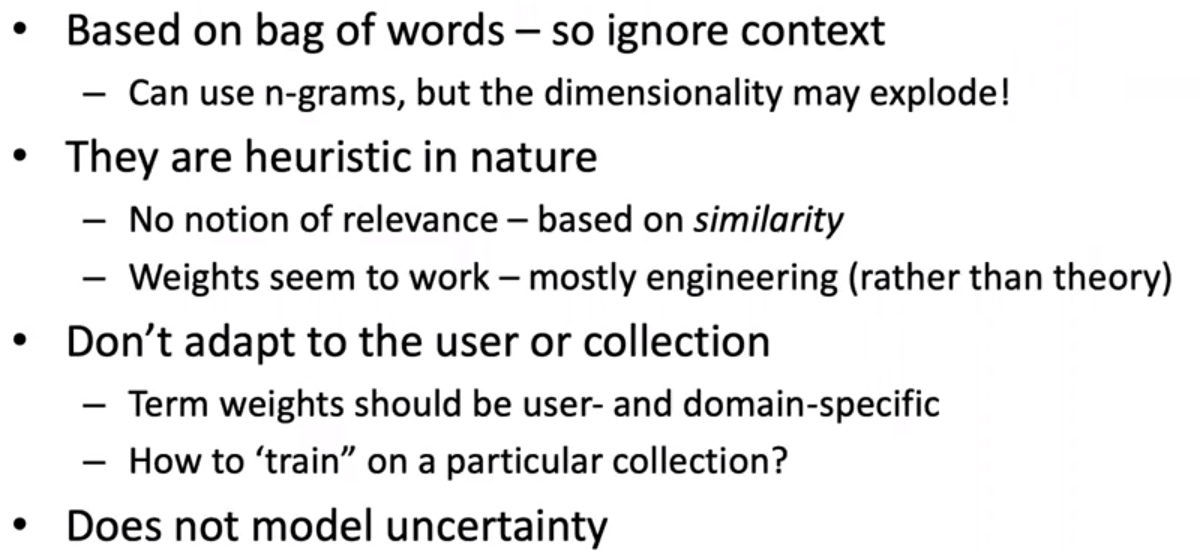 • Based on bag of words – so ignore context
– Can use n-grams, but the dimensionality may explode!
• They are heuristic in nature
– No notion of relevance – based on similarity
– Weights seem to work – mostly engineering (rather than theory)
• Don’t adapt to the user or collection
– Term weights should be user- and domain-specific
– How to ‘train” on a particular collection?
• Does not model uncertainty